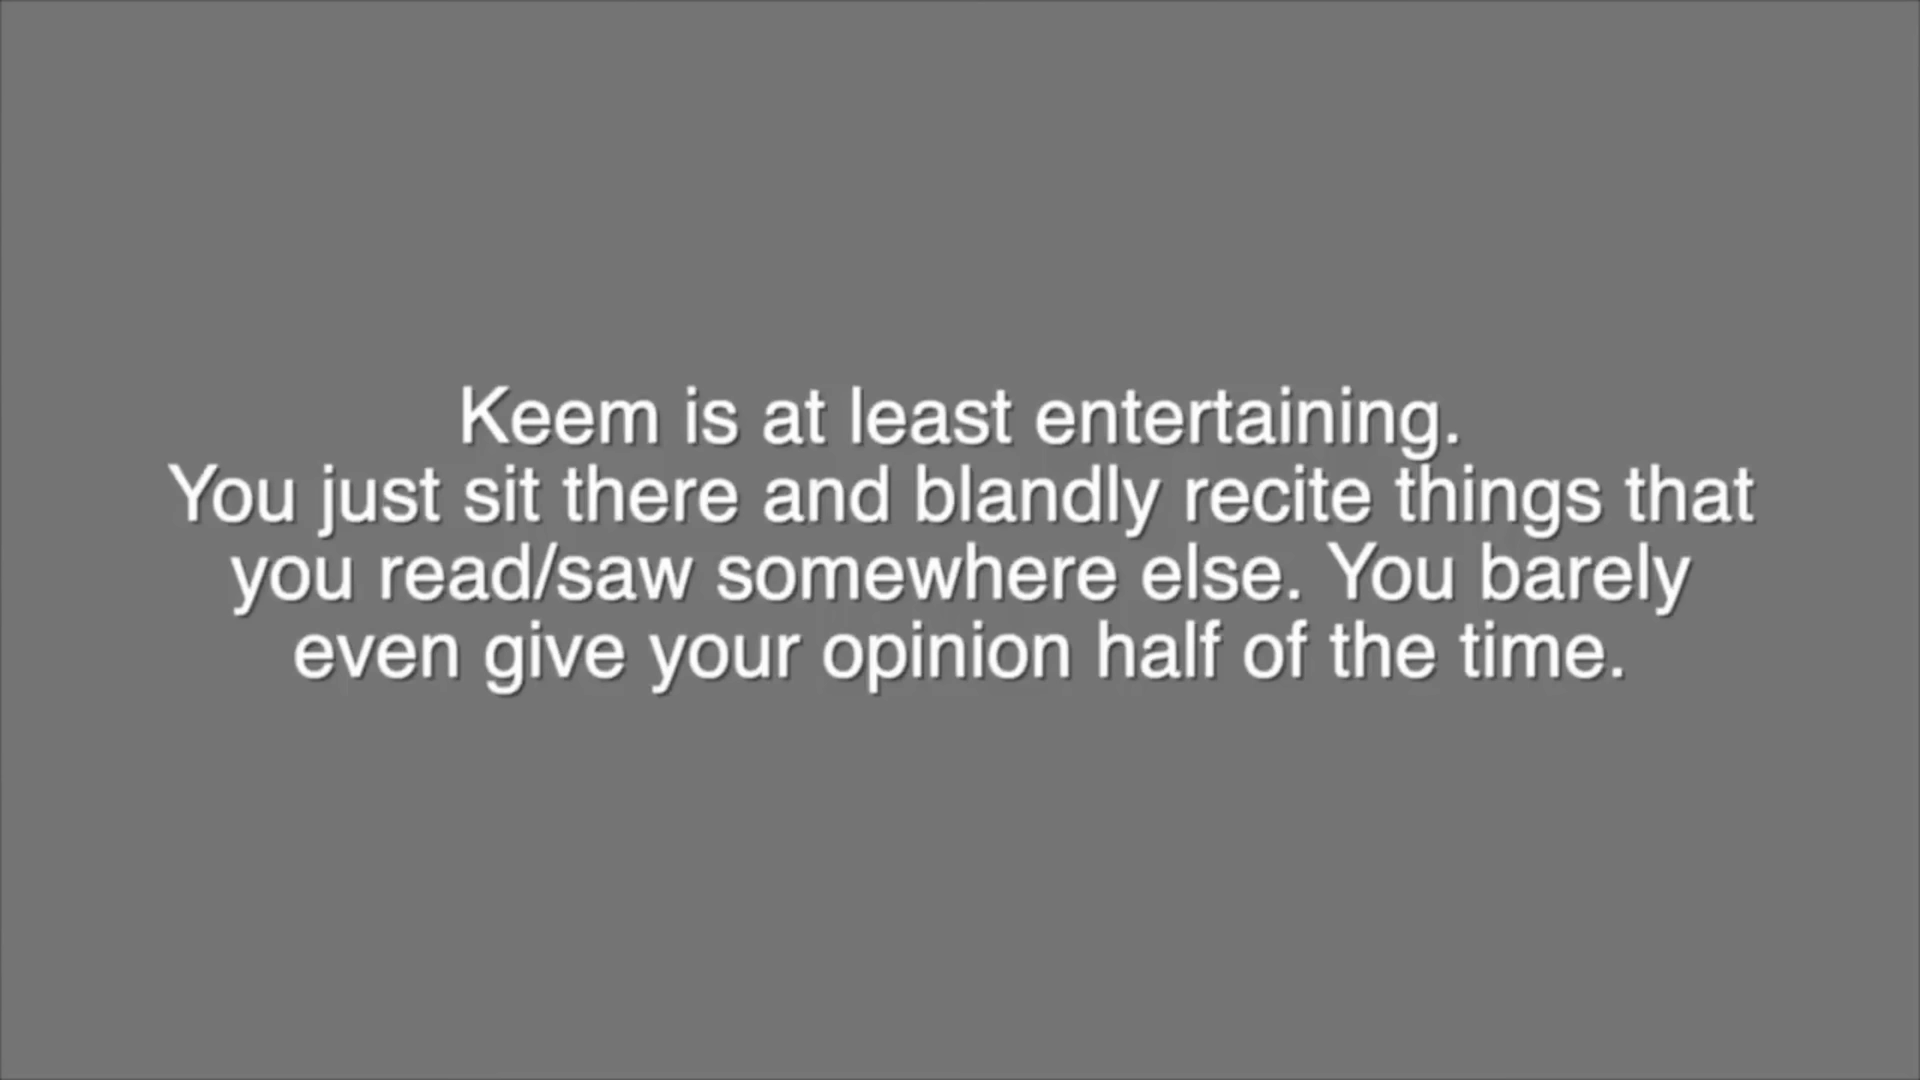 Keem is at least entertaining.
You just sit there and blandly recite things that
you read/saw somewhere else. You barely
even give your opinion half of the time.